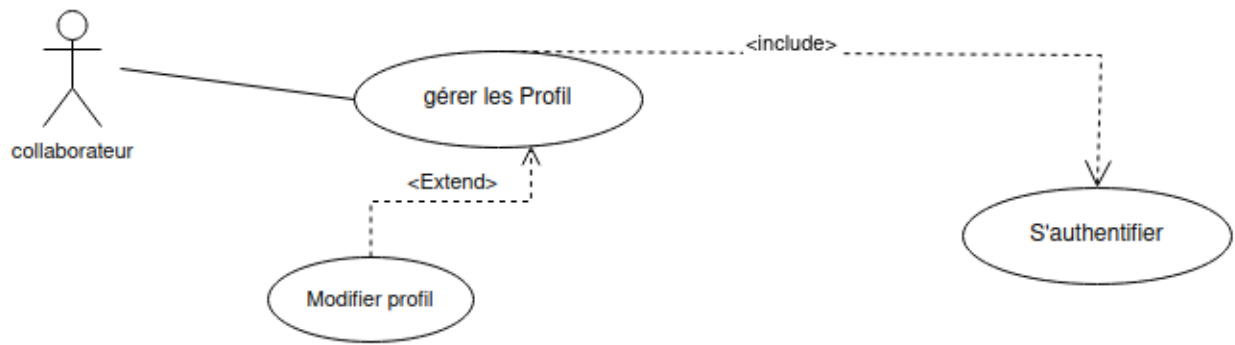 <include>
gérer les Profil
collaborateur
<Extend>
S'authentifier
Modifier profil